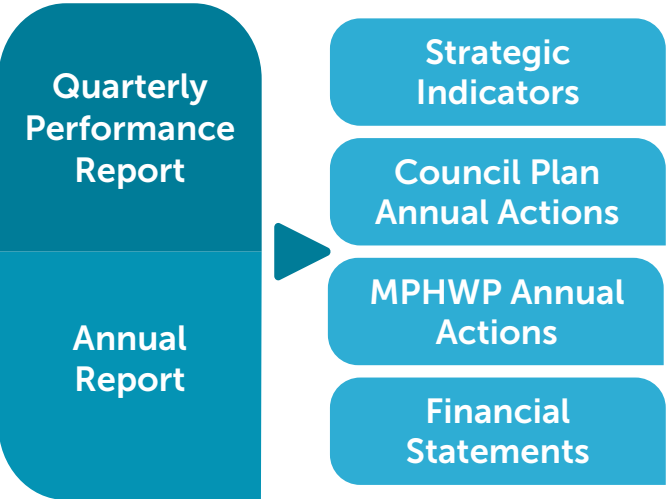 Quarterly
Performance
Report
Annual
Report
Strategic
Indicators
Council Plan
Annual Actions
MPHWP Annual
Actions
Financial
Statements